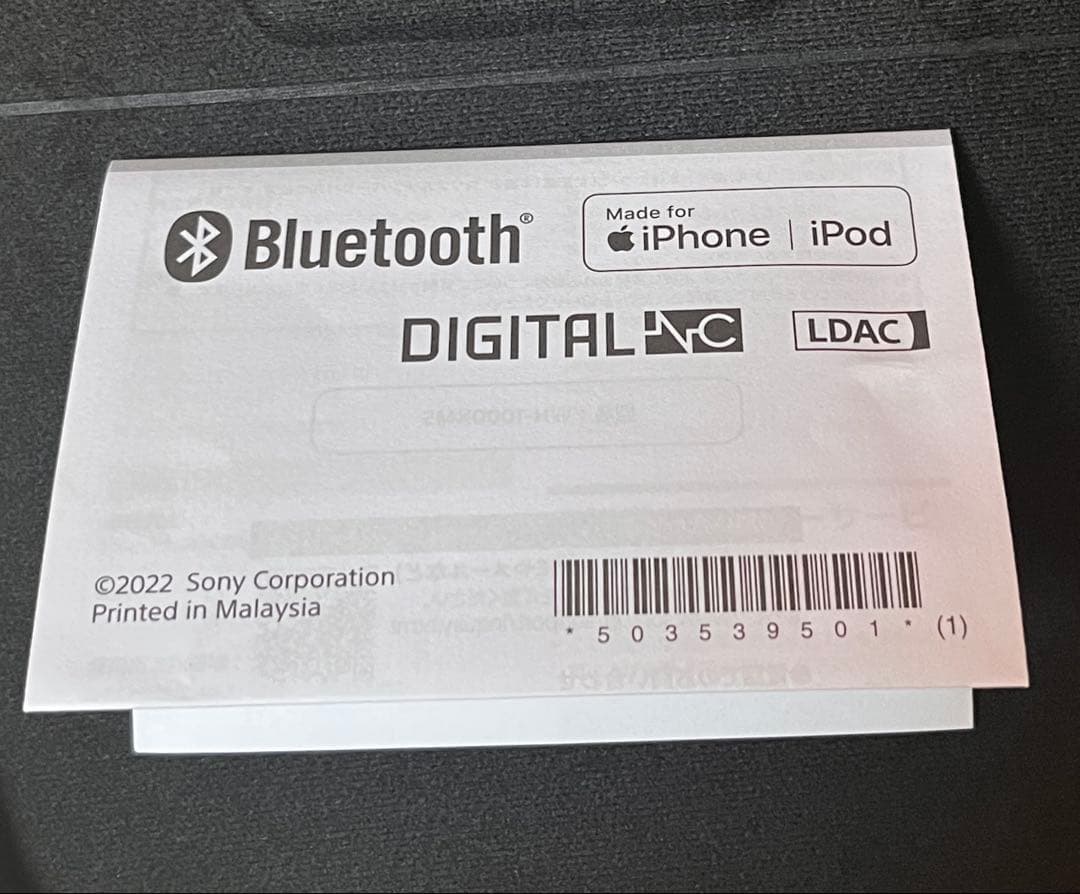 Bluetooth®
Made for
iPhone | iPod
DIGITAL NC
LDAC
©2022 Sony Corporation
Printed in Malaysia
* 5 0 3 5 3 9 5 0 1 * (1)